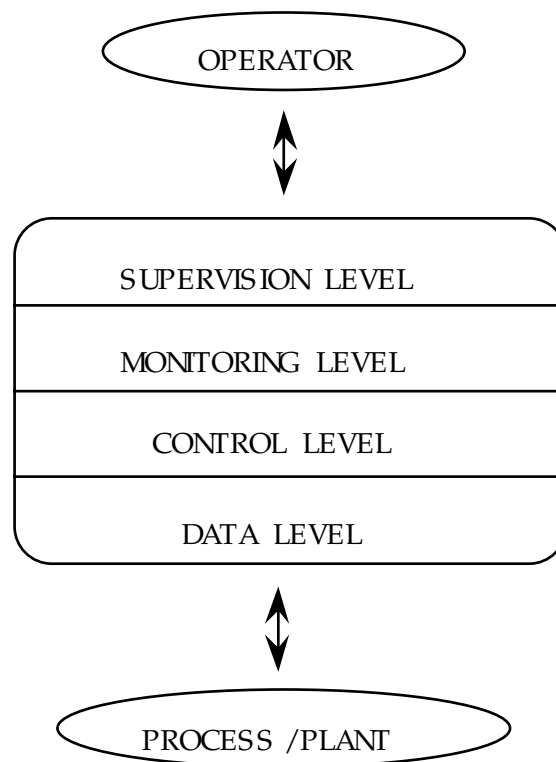 OPERATOR
SUPERVISION LEVEL
MONITORING LEVEL
CONTROL LEVEL
DATA LEVEL
PROCESS /PLANT